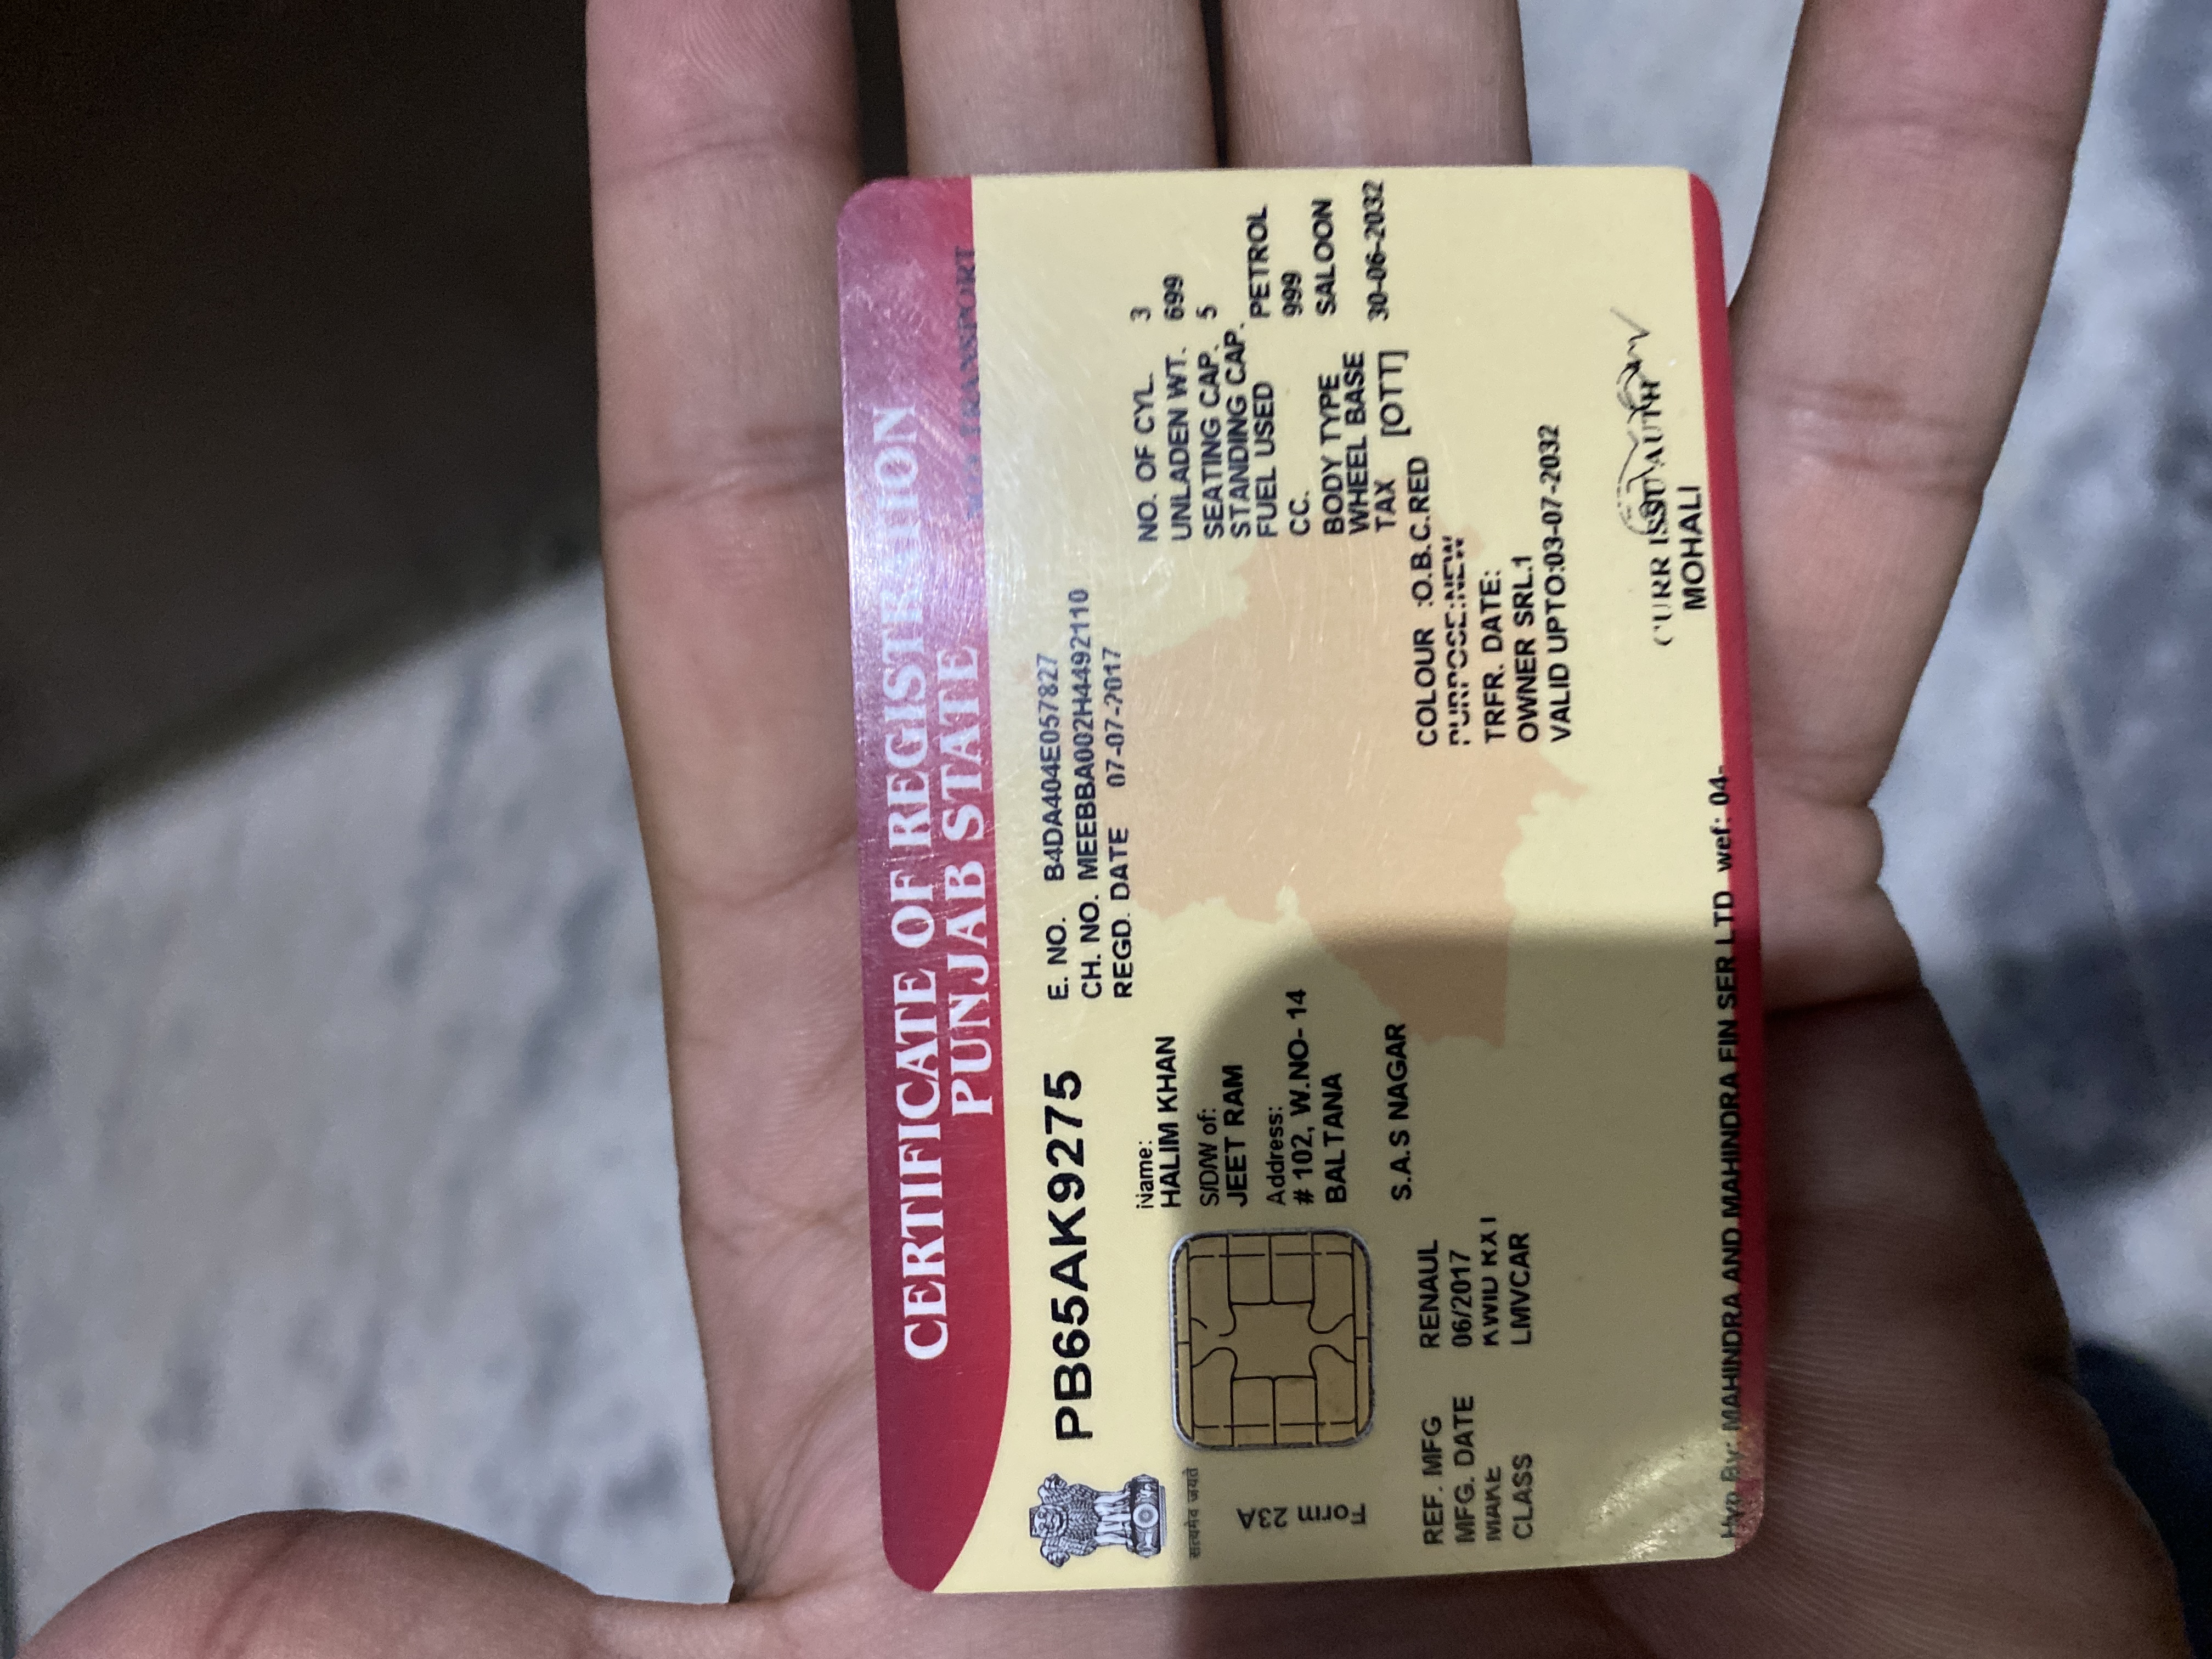 CERTIFICATE OF REGISTRATION
PUNJAB STATE
TRANSPORT
सत्यमेव जयते
Form 23A
PB65AK9275
E. NO. B4DA404E057827
CH. NO. MEEBBA002H4492110
REGD. DATE 07-07-2017
Name:
HALIM KHAN
S/D/W of:
JEET RAM
Address:
# 102, W.NO- 14
BALTANA
S.A.S NAGAR
NO. OF CYL. 3
UNLADEN WT. 699
SEATING CAP. 5
STANDING CAP.
FUEL USED PETROL
CC. 999
BODY TYPE SALOON
WHEEL BASE
TAX [OTT] 30-06-2032
REF. MFG RENAUL
MFG. DATE 06/2017
MAKE KWID RXT
CLASS LMVCAR
COLOUR :O.B.C.RED
PURPOSE:NEW
TRFR. DATE:
OWNER SRL.1
VALID UPTO:03-07-2032
CURR ISSU AUTH
MOHALI
Hyp By: MAHINDRA AND MAHINDRA FIN SER LTD wef: 04-